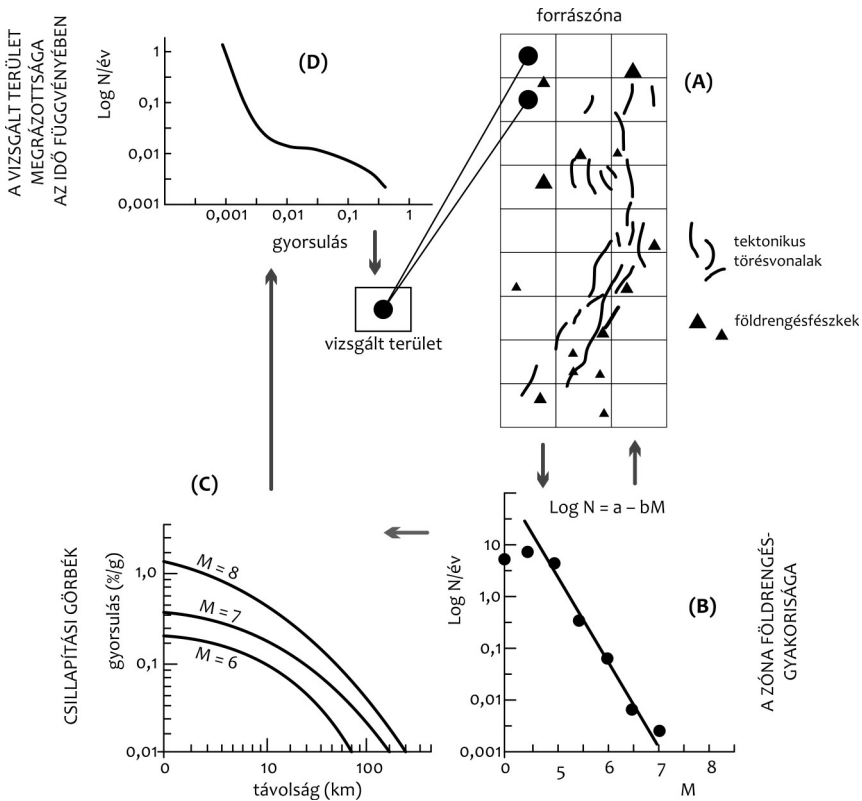 A VIZSGÁLT TERÜLET
MEGRÁZOTTSÁGA
AZ IDŐ FÜGGVÉNYÉBEN
Log N/év
1
0,1
0,01
0,001
(D)
0,001 0,01 0,1 1
gyorsulás
forrászóna
(A)
vizsgált terület
tektonikus
törésvonalak
földrengésfészkek
(C)
CSILLAPÍTÁSI GÖRBÉK
gyorsulás (%/g)
1,0
0,1
0,01
M = 8
M = 7
M = 6
0 10 100
távolság (km)
Log N = a – bM
Log N/év
10
1,0
0,1
0,01
0,001
(B)
0 5 6 7 8
M
A ZÓNA FÖLDRENGÉS-
GYAKORISÁGA